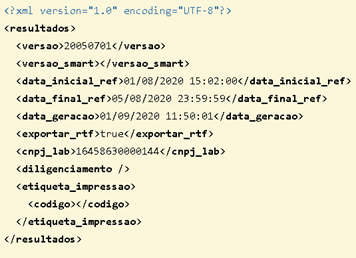 <?xml version="1.0" encoding="UTF-8"?>
<resultados>
<versao>20050701</versao>
<versao_smart></versao_smart>
<data_inicial_ref>01/08/2020 15:02:00</data_inicial_ref>
<data_final_ref>05/08/2020 23:59:59</data_final_ref>
<data_geracao>01/09/2020 11:50:01</data_geracao>
<exportar_rtf>true</exportar_rtf>
<cnpj_lab>16458630000144</cnpj_lab>
<diligenciamento />
<etiqueta_impressao>
<codigo></codigo>
</etiqueta_impressao>
</resultados>